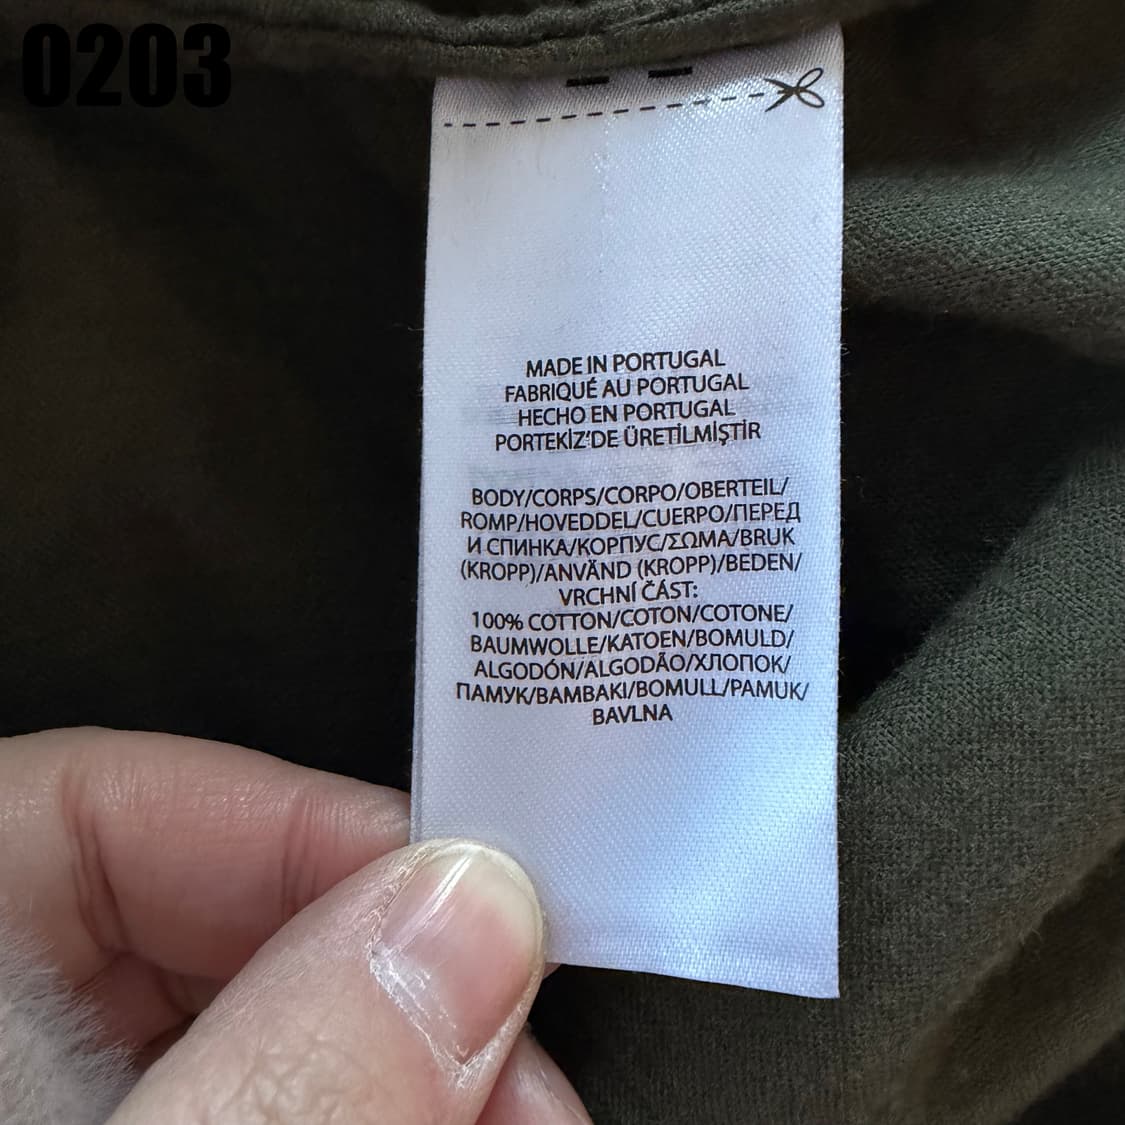 0203
MADE IN PORTUGAL
FABRIQUÉ AU PORTUGAL
HECHO EN PORTUGAL
PORTEKİZ'DE ÜRETİLMİŞTİR
BODY/CORPS/CORPO/OBERTEIL/
ROMP/HOVEDDEL/CUERPO/ПЕРЕД
И СПИНКА/КОРПУС/ΣΩΜΑ/BRUK
(KROPP)/ANVÄND (KROPP)/BEDEN/
VRCHNÍ ČÁST:
100% COTTON/COTON/COTONE/
BAUMWOLLE/KATOEN/BOMULD/
ALGODÓN/ALGODÃO/ХЛОПОК/
ПАМУК/BAMBAKI/BOMULL/PAMUK/
BAVLNA